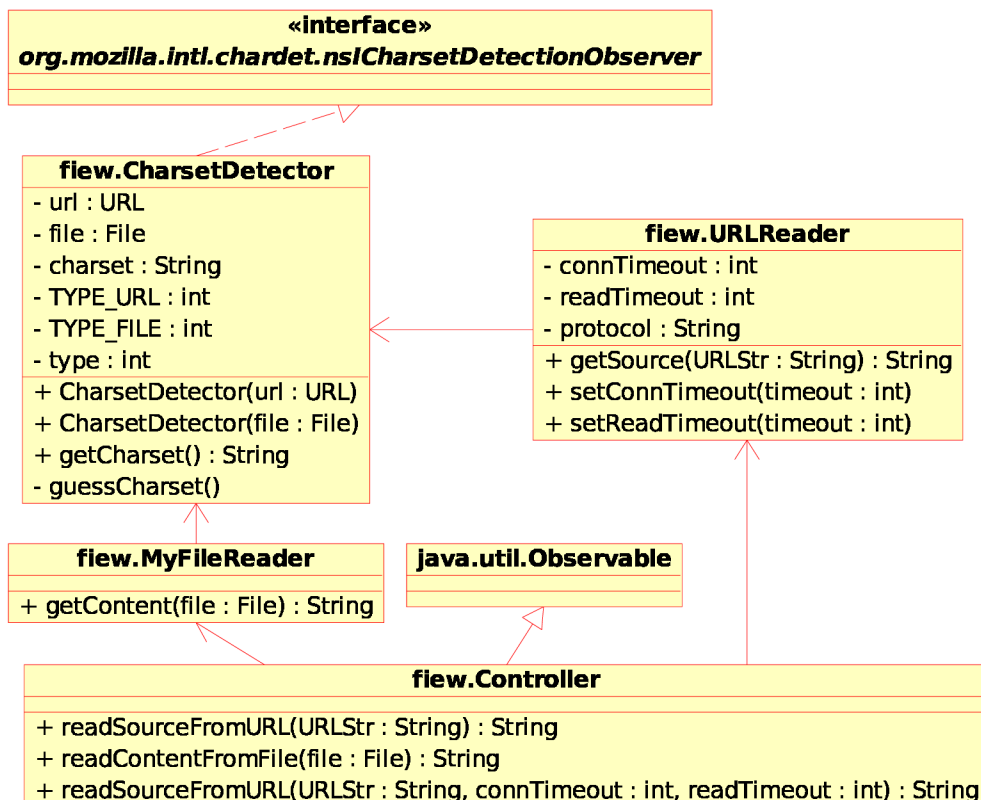 «interface»
org.mozilla.intl.chardet.nsICharsetDetectionObserver
fiew.CharsetDetector
- url : URL
- file : File
- charset : String
- TYPE_URL : int
- TYPE_FILE : int
- type : int
+ CharsetDetector(url : URL)
+ CharsetDetector(file : File)
+ getCharset() : String
- guessCharset()
fiew.URLReader
- connTimeout : int
- readTimeout : int
- protocol : String
+ getSource(URLStr : String) : String
+ setConnTimeout(timeout : int)
+ setReadTimeout(timeout : int)
fiew.MyFileReader
+ getContent(file : File) : String
java.util.Observable
fiew.Controller
+ readSourceFromURL(URLStr : String) : String
+ readContentFromFile(file : File) : String
+ readSourceFromURL(URLStr : String, connTimeout : int, readTimeout : int) : String